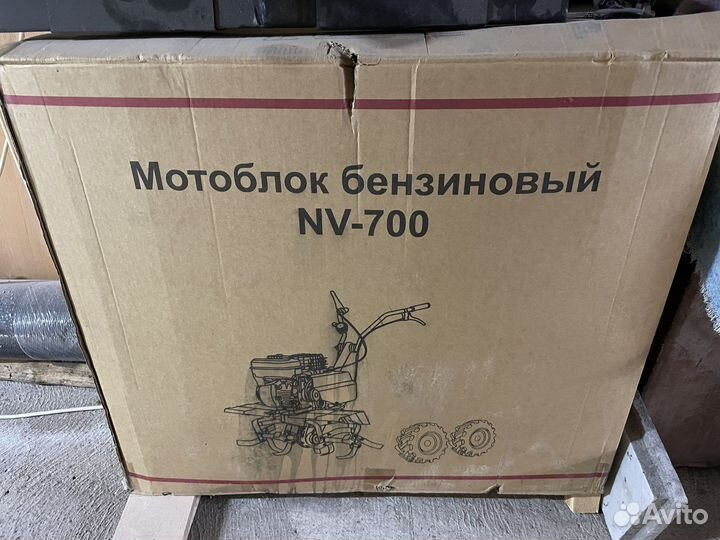 Мотоблок бензиновый
NV-700
Avito